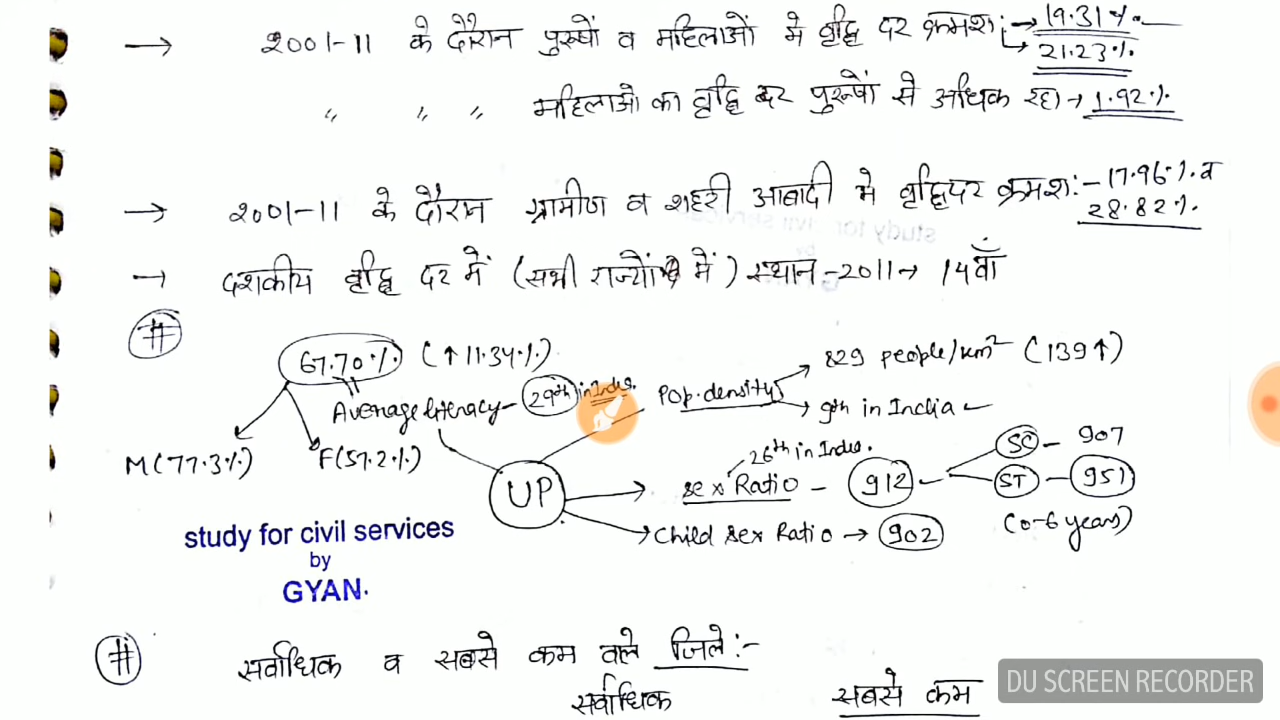 → 2001-11 के दौरान पुरुषों व महिलाओं मे वृद्धि दर क्रमशः → 19.31%
→ 21.23%
" " " महिलाओ का वृद्धि दर पुरुषों से अधिक रहा → 1.92%
→ 2001-11 के दौरान ग्रामीण व शहरी आबादी मे वृद्धिदर क्रमशः - 17.96% व
28.82%
→ दशकीय वृद्धि दर में (सभी राज्यों में) स्थान - 2011 → 14वाँ
#
67.70% (↑11.34%)
Average literacy - 29th in India.
M(77.3%) F(57.2%)
Pop. density
829 people/km² (139↑)
9th in India
UP
26th in India.
Sex Ratio - 912
SC - 907
ST - 951
Child Sex Ratio → 902
(0-6 years)
study for civil services
by
GYAN.
# सर्वाधिक व सबसे कम वाले जिले :-
सर्वाधिक सबसे कम
DU SCREEN RECORDER